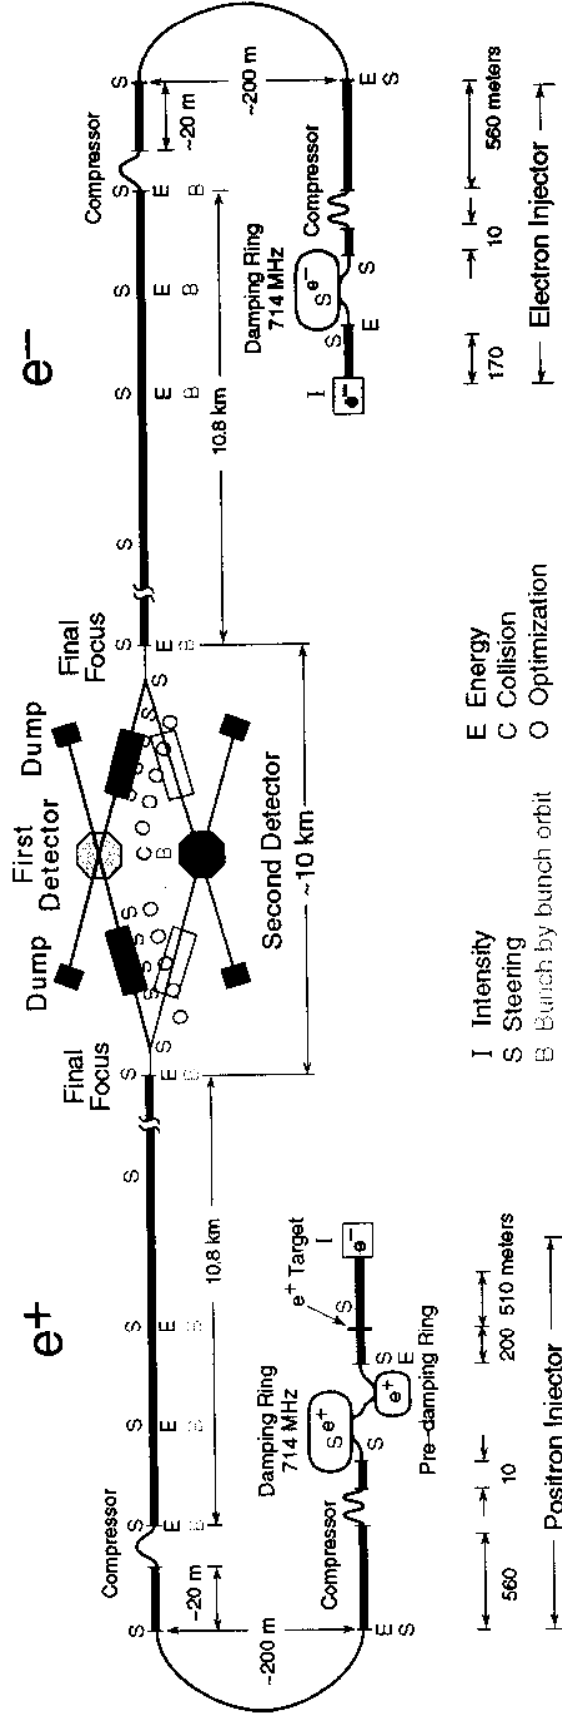 e+
e–
Dump
First
Detector
Dump
Final
Focus
Final
Focus
Compressor
Compressor
S
S
S
S
S
S
S
S
S
S
S
S
E
E
E
E
E
E
E
E
B
B
B
B
B
B
B
B
S
S
S
S
S
S
S
S
C
B
~20 m
10.8 km
10.8 km
~20 m
Second Detector
~10 km
~200 m
~200 m
Damping Ring
714 MHz
S e+
S
Compressor
e+ Target
I
S
e–
e+
S
E
Pre-damping Ring
E S
Damping Ring
714 MHz
S e–
S
S
E
I
e–
Compressor
E S
560
10
200
510 meters
Positron Injector
170
10
560 meters
Electron Injector
I Intensity
S Steering
B Bunch by bunch orbit
E Energy
C Collision
O Optimization